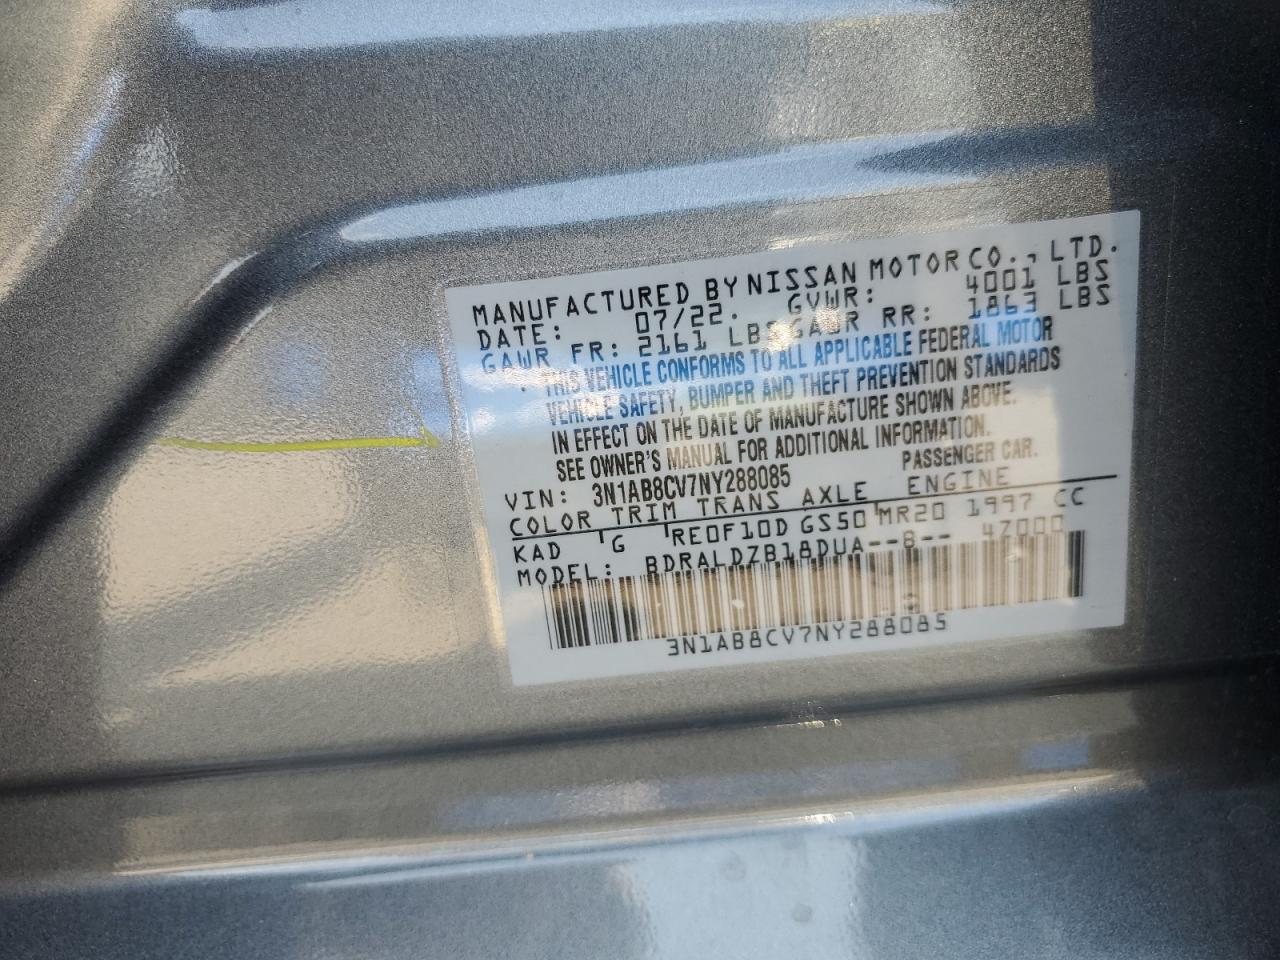 MANUFACTURED BY NISSAN MOTOR CO., LTD.
DATE: 07/22. GVWR: 4001 LBS
GAWR FR: 2161 LBS GAWR RR: 1863 LBS
THIS VEHICLE CONFORMS TO ALL APPLICABLE FEDERAL MOTOR
VEHICLE SAFETY, BUMPER AND THEFT PREVENTION STANDARDS
IN EFFECT ON THE DATE OF MANUFACTURE SHOWN ABOVE.
SEE OWNER'S MANUAL FOR ADDITIONAL INFORMATION.
VIN: 3N1AB8CV7NY288085 PASSENGER CAR.
COLOR TRIM TRANS AXLE ENGINE
KAD G RE0F10D GS50 MR20 1997 CC
MODEL: BDRALDZB18DUA--B-- 4Z000
3N1AB8CV7NY288085